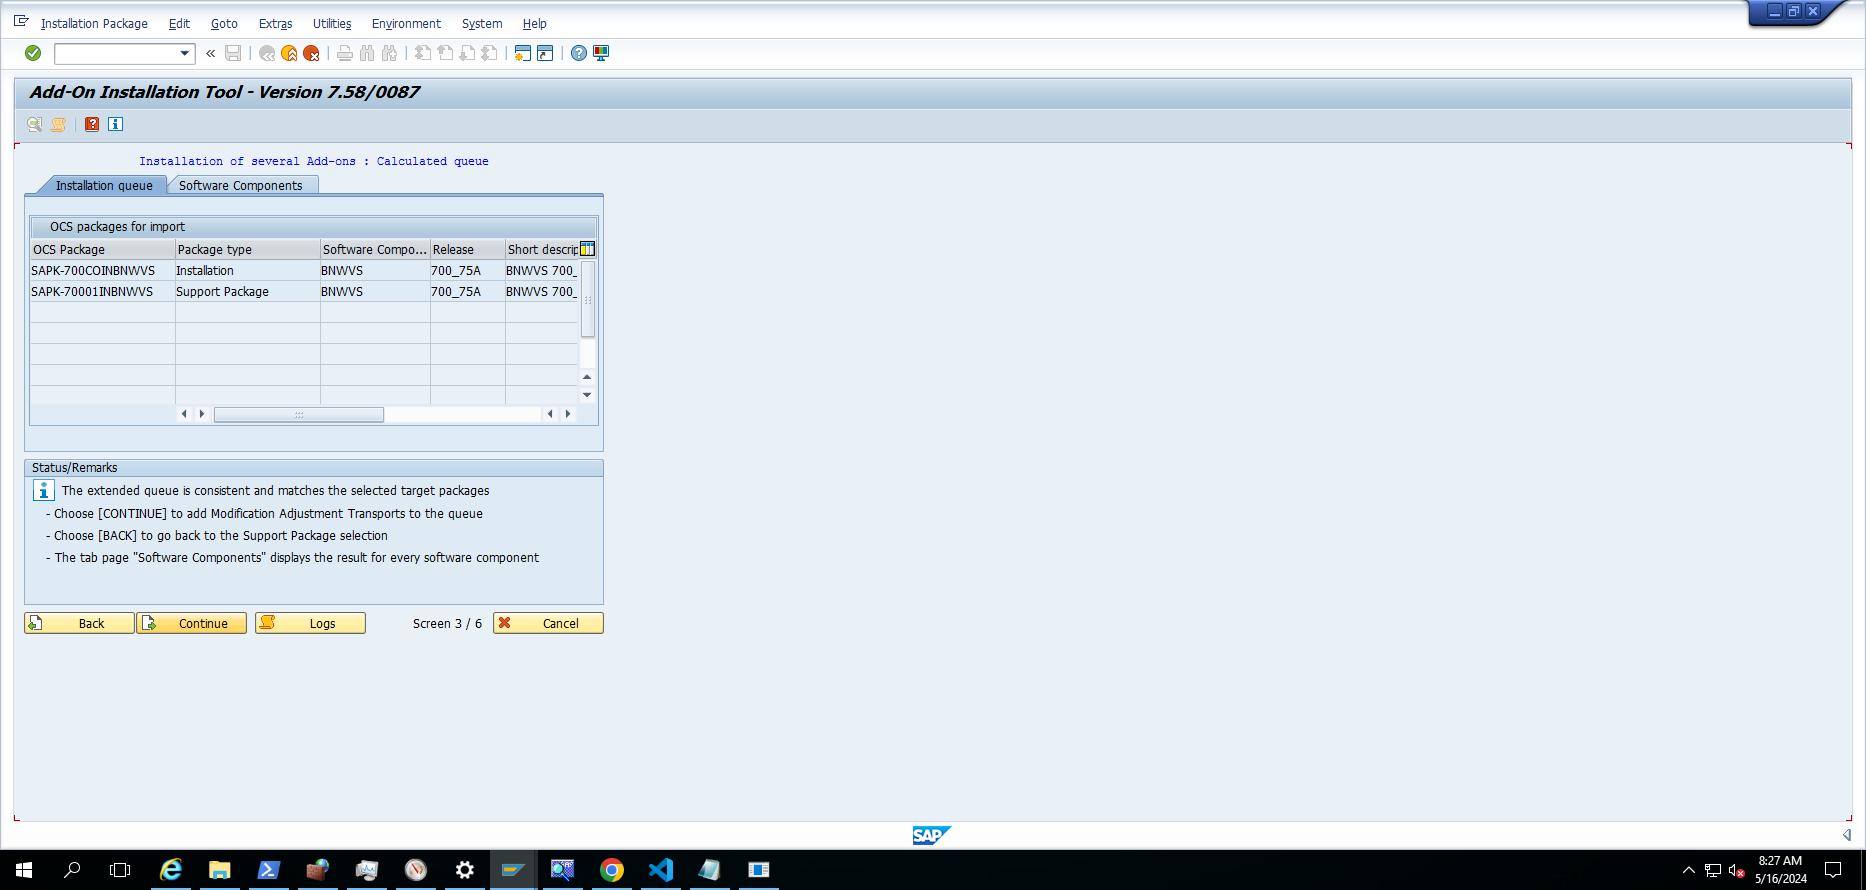 Installation Package Edit Goto Extras Utilities Environment System Help
Add-On Installation Tool - Version 7.58/0087
Installation of several Add-ons : Calculated queue
Installation queue Software Components
OCS packages for import
OCS Package Package type Software Compo... Release Short descrip
SAPK-700COINBNWVS Installation BNWVS 700_75A BNWVS 700_
SAPK-70001INBNWVS Support Package BNWVS 700_75A BNWVS 700_
Status/Remarks
The extended queue is consistent and matches the selected target packages
- Choose [CONTINUE] to add Modification Adjustment Transports to the queue
- Choose [BACK] to go back to the Support Package selection
- The tab page "Software Components" displays the result for every software component
Back Continue Logs Screen 3 / 6 Cancel
SAP
8:27 AM
5/16/2024